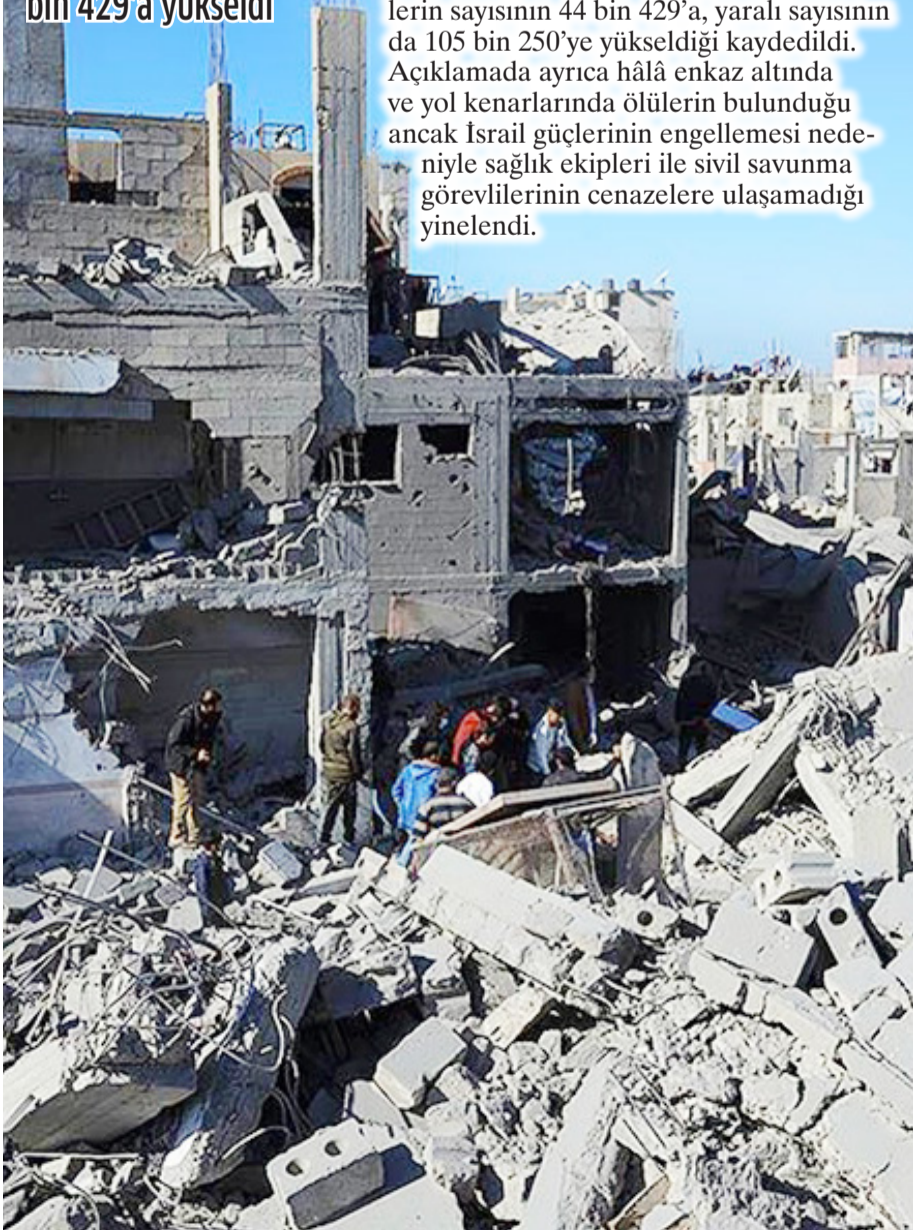 bin 429'a yükseldi
lerin sayısının 44 bin 429'a, yaralı sayısının
da 105 bin 250'ye yükseldiği kaydedildi.
Açıklamada ayrıca hâlâ enkaz altında
ve yol kenarlarında ölülerin bulunduğu
ancak İsrail güçlerinin engellemesi nede-
niyle sağlık ekipleri ile sivil savunma
görevlilerinin cenazelere ulaşamadığı
yinelendi.